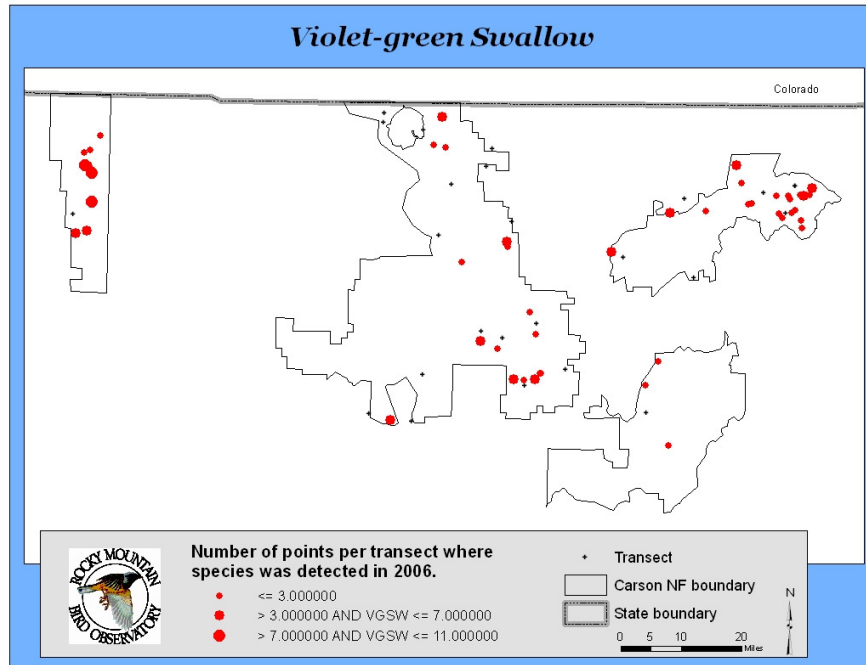 Violet-green Swallow
Colorado
ROCKY MOUNTAIN
BIRD OBSERVATORY
Number of points per transect where
species was detected in 2006.
<= 3.000000
> 3.000000 AND VGSW <= 7.000000
> 7.000000 AND VGSW <= 11.000000
Transect
Carson NF boundary
State boundary
N
0 5 10 20
Miles